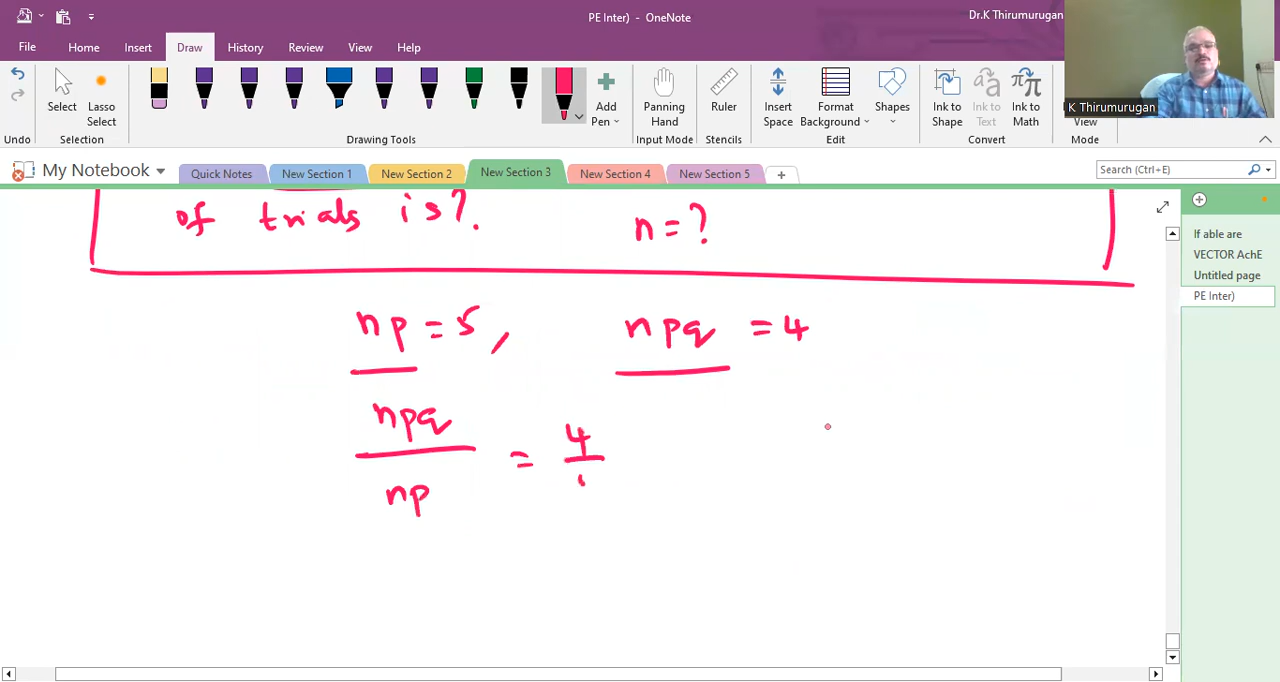 PE Inter) - OneNote
Dr.K Thirumurugan
File Home Insert Draw History Review View Help
K Thirumurugan
Select Lasso Select Add Pen Panning Hand Ruler Insert Space Format Background Shapes Ink to Shape Ink to Text Ink to Math View
Undo Selection Drawing Tools Input Mode Stencils Edit Convert Mode
My Notebook Quick Notes New Section 1 New Section 2 New Section 3 New Section 4 New Section 5 + Search (Ctrl+E)
of trials is?. n=?
np = 5, npq = 4
npq
np
= 4
If able are
VECTOR AchE
Untitled page
PE Inter)